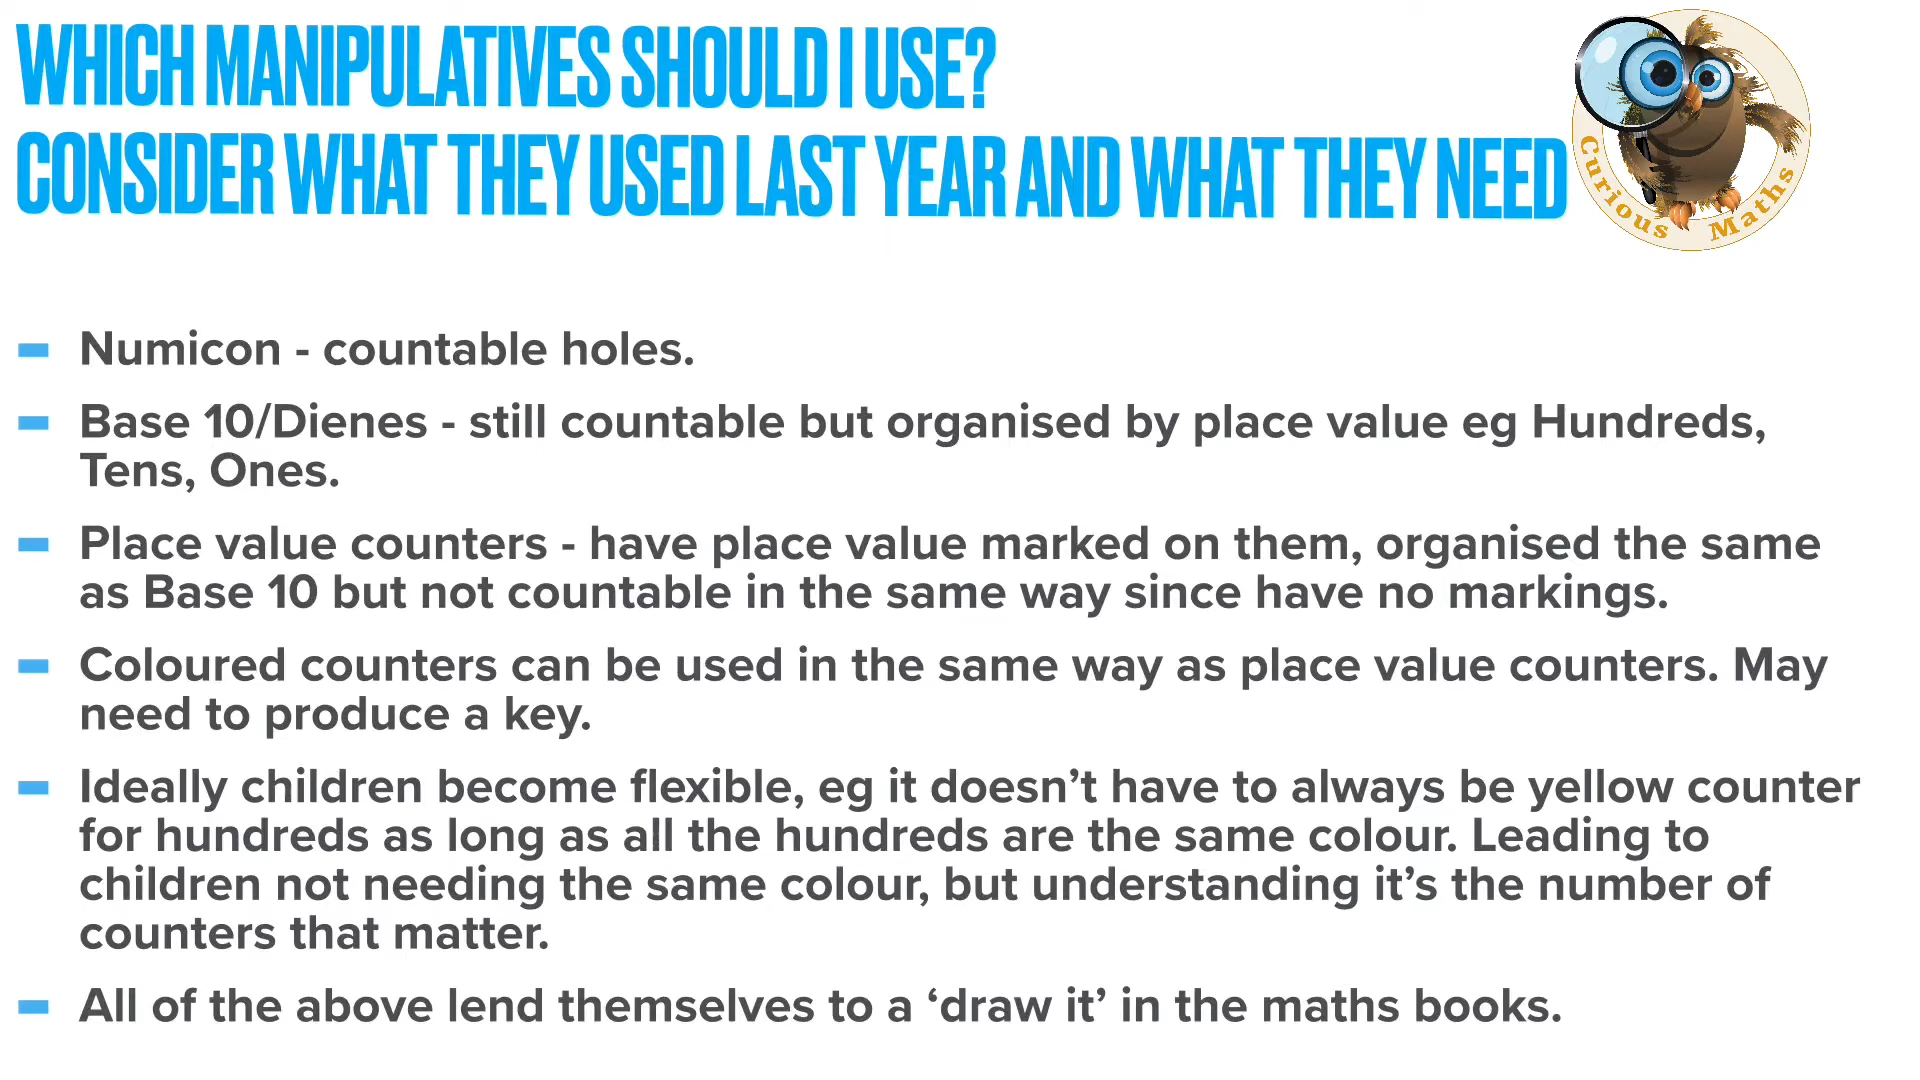 WHICH MANIPULATIVES SHOULD I USE?
CONSIDER WHAT THEY USED LAST YEAR AND WHAT THEY NEED
Curious Maths
- Numicon - countable holes.
- Base 10/Dienes - still countable but organised by place value eg Hundreds,
Tens, Ones.
- Place value counters - have place value marked on them, organised the same
as Base 10 but not countable in the same way since have no markings.
- Coloured counters can be used in the same way as place value counters. May
need to produce a key.
- Ideally children become flexible, eg it doesn’t have to always be yellow counter
for hundreds as long as all the hundreds are the same colour. Leading to
children not needing the same colour, but understanding it’s the number of
counters that matter.
- All of the above lend themselves to a ‘draw it’ in the maths books.